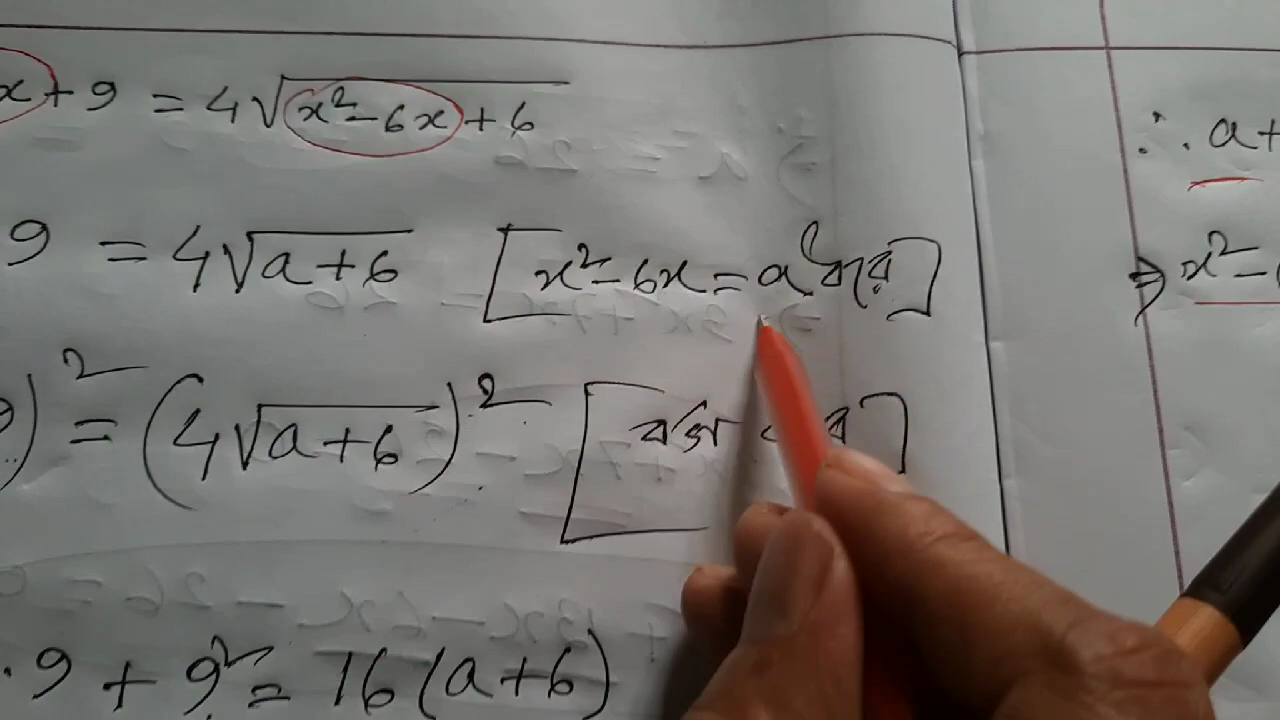 x + 9 = 4√(x² - 6x + 6)
9 = 4√(a + 6) [x² - 6x = a ধরে]
)² = (4√(a + 6))² [বর্গ
. 9 + 9² = 16(a + 6)
∴ a +
⇒ x² -